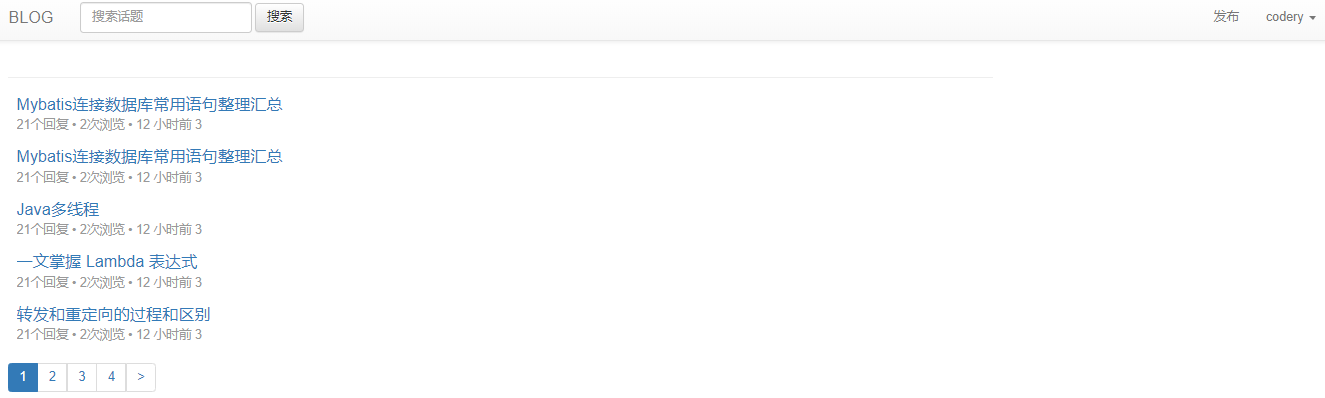 BLOG 搜索话题 搜索 发布 codery
Mybatis连接数据库常用语句整理汇总
21个回复 • 2次浏览 • 12 小时前 3
Mybatis连接数据库常用语句整理汇总
21个回复 • 2次浏览 • 12 小时前 3
Java多线程
21个回复 • 2次浏览 • 12 小时前 3
一文掌握 Lambda 表达式
21个回复 • 2次浏览 • 12 小时前 3
转发和重定向的过程和区别
21个回复 • 2次浏览 • 12 小时前 3
1 2 3 4 >